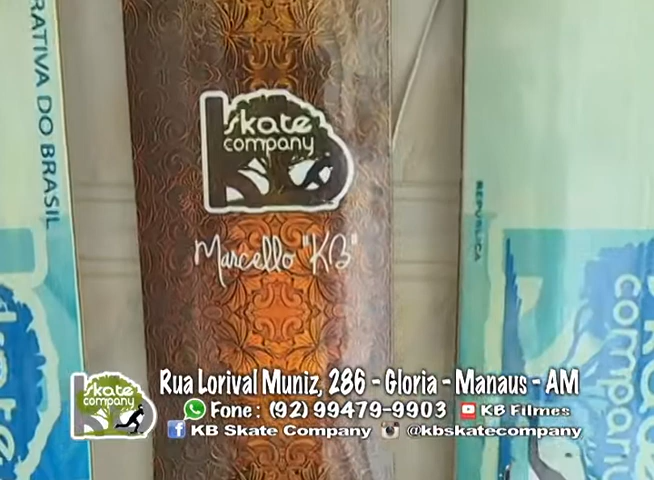 RATIVA DO BRASIL
skate
company
Marcello "KB"
REPÚBLICA
skate
company
skate
company
Rua Lorival Muniz, 286 - Gloria - Manaus - AM
Fone : (92) 99479-9903 KB Filmes
KB Skate Company @kbskatecompany